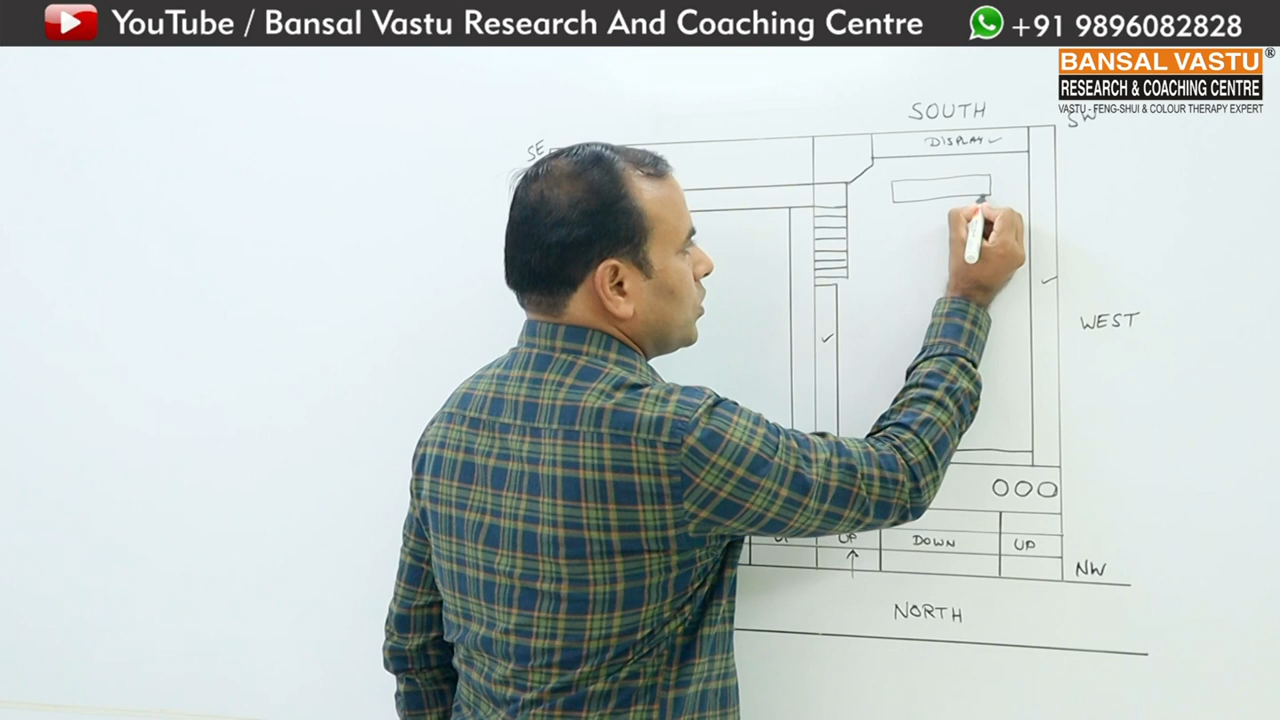 YouTube / Bansal Vastu Research And Coaching Centre
+91 9896082828
BANSAL VASTU®
RESEARCH & COACHING CENTRE
VASTU - FENG-SHUI & COLOUR THERAPY EXPERT
SOUTH
SW
SE
DISPLAY
WEST
UP
UP
DOWN
UP
NW
NORTH